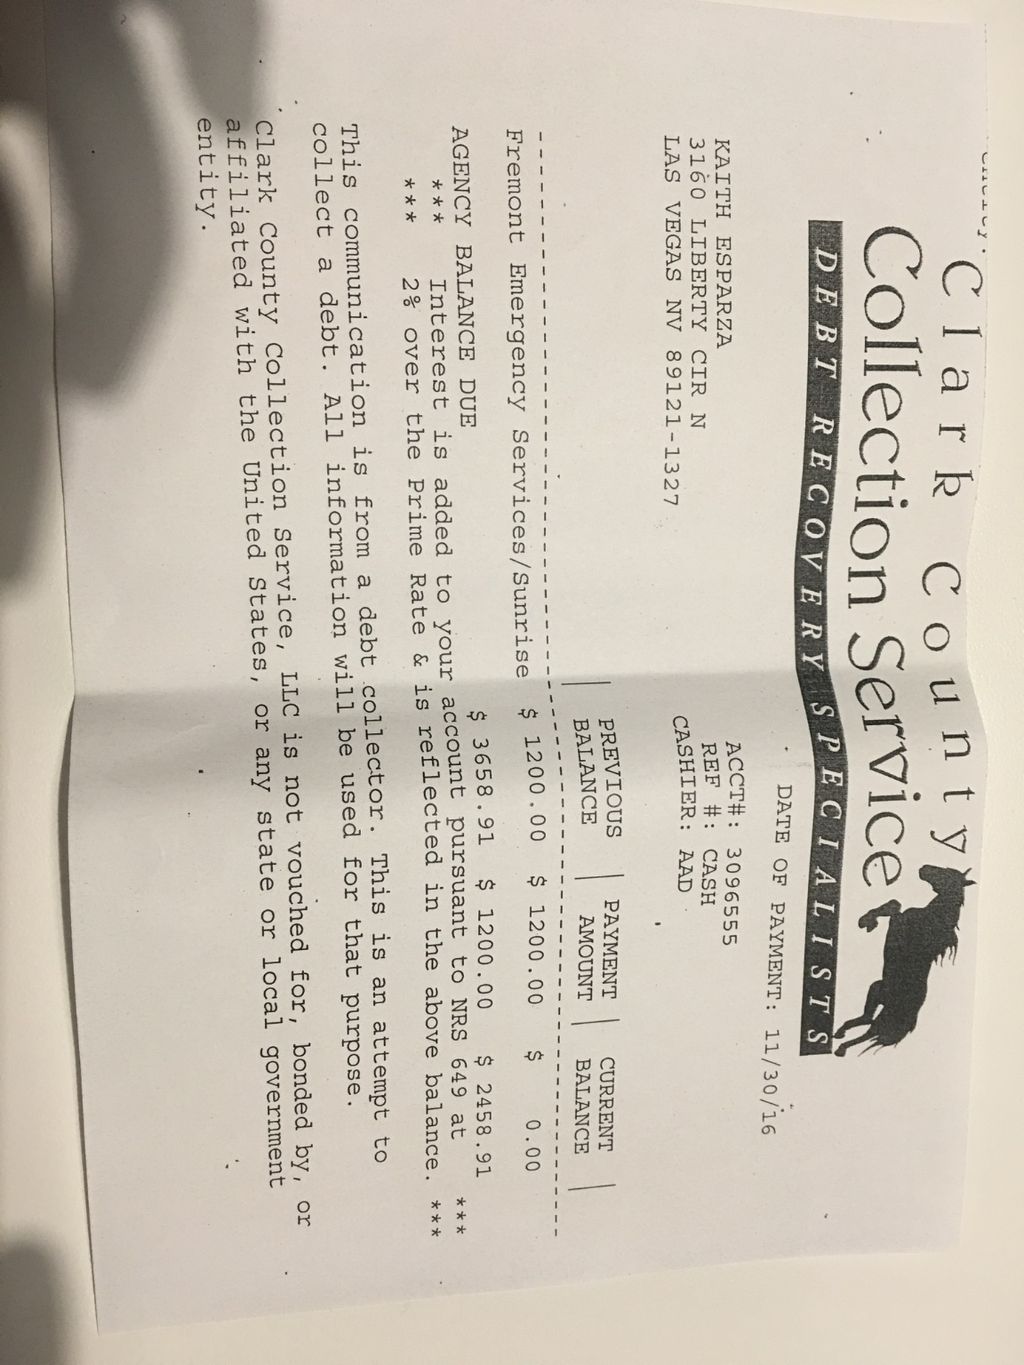 Clark County
Collection Service
DEBT RECOVERY SPECIALISTS
DATE OF PAYMENT: 11/30/16
KAITH ESPARZA ACCT#: 3096555
3160 LIBERTY CIR N REF #: CASH
LAS VEGAS NV 89121-1327 CASHIER: AAD
PREVIOUS | PAYMENT | CURRENT |
| BALANCE | AMOUNT | BALANCE |
Fremont Emergency Services/Sunrise $ 1200.00 $ 1200.00 $ 0.00
AGENCY BALANCE DUE $ 3658.91 $ 1200.00 $ 2458.91
*** Interest is added to your account pursuant to NRS 649 at ***
*** 2% over the Prime Rate & is reflected in the above balance. ***
This communication is from a debt collector. This is an attempt to
collect a debt. All information will be used for that purpose.
Clark County Collection Service, LLC is not vouched for, bonded by, or
affiliated with the United States, or any state or local government
entity.